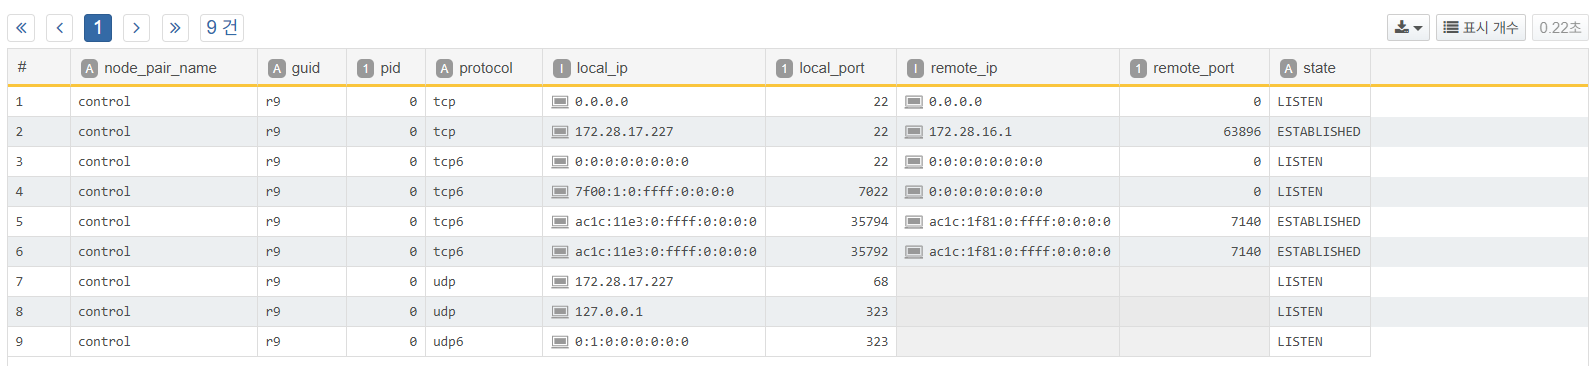 1 9 건 표시 개수 0.22초
# A node_pair_name A guid 1 pid A protocol I local_ip 1 local_port I remote_ip 1 remote_port A state
1 control r9 0 tcp 0.0.0.0 22 0.0.0.0 0 LISTEN
2 control r9 0 tcp 172.28.17.227 22 172.28.16.1 63896 ESTABLISHED
3 control r9 0 tcp6 0:0:0:0:0:0:0:0 22 0:0:0:0:0:0:0:0 0 LISTEN
4 control r9 0 tcp6 7f00:1:0:ffff:0:0:0:0 7022 0:0:0:0:0:0:0:0 0 LISTEN
5 control r9 0 tcp6 ac1c:11e3:0:ffff:0:0:0:0 35794 ac1c:1f81:0:ffff:0:0:0:0 7140 ESTABLISHED
6 control r9 0 tcp6 ac1c:11e3:0:ffff:0:0:0:0 35792 ac1c:1f81:0:ffff:0:0:0:0 7140 ESTABLISHED
7 control r9 0 udp 172.28.17.227 68 LISTEN
8 control r9 0 udp 127.0.0.1 323 LISTEN
9 control r9 0 udp6 0:1:0:0:0:0:0:0 323 LISTEN